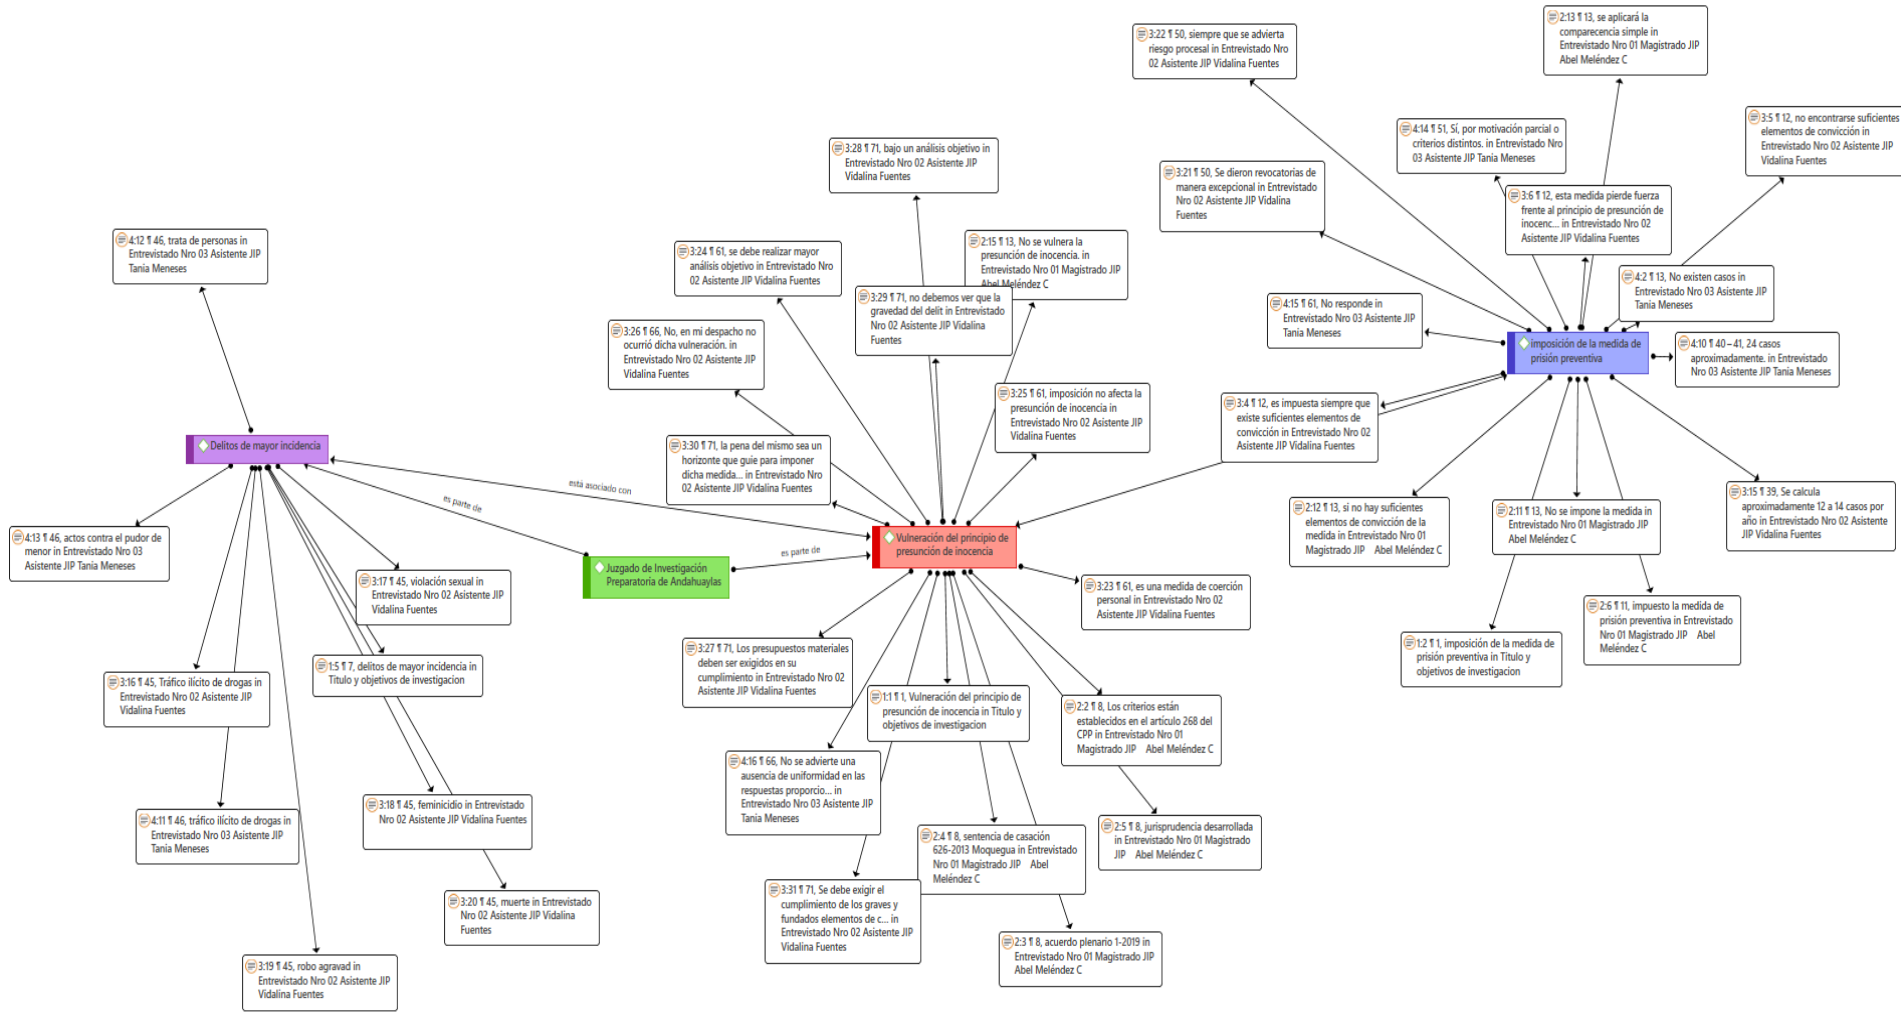 2:13 ¶ 13, se aplicará la
comparecencia simple in
Entrevistado Nro 01 Magistrado JIP
Abel Meléndez C
3:22 ¶ 50, siempre que se advierta
riesgo procesal in Entrevistado Nro
02 Asistente JIP Vidalina Fuentes
3:5 ¶ 12, no encontrarse suficientes
elementos de convicción in
Entrevistado Nro 02 Asistente JIP
Vidalina Fuentes
4:14 ¶ 51, Sí, por motivación parcial o
criterios distintos. in Entrevistado Nro
03 Asistente JIP Tania Meneses
3:28 ¶ 71, bajo un análisis objetivo in
Entrevistado Nro 02 Asistente JIP
Vidalina Fuentes
3:21 ¶ 50, Se dieron revocatorias de
manera excepcional in Entrevistado
Nro 02 Asistente JIP Vidalina
Fuentes
3:6 ¶ 12, esta medida pierde fuerza
frente al principio de presunción de
inocenc... in Entrevistado Nro 02
Asistente JIP Vidalina Fuentes
4:12 ¶ 46, trata de personas in
Entrevistado Nro 03 Asistente JIP
Tania Meneses
3:24 ¶ 61, se debe realizar mayor
análisis objetivo in Entrevistado Nro
02 Asistente JIP Vidalina Fuentes
2:15 ¶ 13, No se vulnera la
presunción de inocencia. in
Entrevistado Nro 01 Magistrado JIP
Abel Meléndez C
3:29 ¶ 71, no debemos ver que la
gravedad del delit in Entrevistado
Nro 02 Asistente JIP Vidalina
Fuentes
4:2 ¶ 13, No existen casos in
Entrevistado Nro 03 Asistente JIP
Tania Meneses
4:15 ¶ 61, No responde in
Entrevistado Nro 03 Asistente JIP
Tania Meneses
3:26 ¶ 66, No, en mi despacho no
ocurrió dicha vulneración. in
Entrevistado Nro 02 Asistente JIP
Vidalina Fuentes
imposición de la medida de
prisión preventiva
4:10 ¶ 40 – 41, 24 casos
aproximadamente. in Entrevistado
Nro 03 Asistente JIP Tania Meneses
3:25 ¶ 61, imposición no afecta la
presunción de inocencia in
Entrevistado Nro 02 Asistente JIP
Vidalina Fuentes
3:4 ¶ 12, es impuesta siempre que
existe suficientes elementos de
convicción in Entrevistado Nro 02
Asistente JIP Vidalina Fuentes
Delitos de mayor incidencia
3:30 ¶ 71, la pena del mismo sea un
horizonte que guie para imponer
dicha medida... in Entrevistado Nro
02 Asistente JIP Vidalina Fuentes
está asociado con
es parte de
2:12 ¶ 13, si no hay suficientes
elementos de convicción de la
medida in Entrevistado Nro 01
Magistrado JIP Abel Meléndez C
2:11 ¶ 13, No se impone la medida in
Entrevistado Nro 01 Magistrado JIP
Abel Meléndez C
3:15 ¶ 39, Se calcula
aproximadamente 12 a 14 casos por
año in Entrevistado Nro 02 Asistente
JIP Vidalina Fuentes
4:13 ¶ 46, actos contra el pudor de
menor in Entrevistado Nro 03
Asistente JIP Tania Meneses
Vulneración del principio de
presunción de inocencia
es parte de
Juzgado de Investigación
Preparatoria de Andahuaylas
3:17 ¶ 45, violación sexual in
Entrevistado Nro 02 Asistente JIP
Vidalina Fuentes
3:23 ¶ 61, es una medida de coerción
personal in Entrevistado Nro 02
Asistente JIP Vidalina Fuentes
2:6 ¶ 11, impuesto la medida de
prisión preventiva in Entrevistado
Nro 01 Magistrado JIP Abel
Meléndez C
1:2 ¶ 1, imposición de la medida de
prisión preventiva in Titulo y
objetivos de investigacion
3:27 ¶ 71, Los presupuestos materiales
deben ser exigidos en su
cumplimiento in Entrevistado Nro 02
Asistente JIP Vidalina Fuentes
1:5 ¶ 7, delitos de mayor incidencia in
Titulo y objetivos de investigacion
3:16 ¶ 45, Tráfico ilícito de drogas in
Entrevistado Nro 02 Asistente JIP
Vidalina Fuentes
1:1 ¶ 1, Vulneración del principio de
presunción de inocencia in Titulo y
objetivos de investigacion
2:2 ¶ 8, Los criterios están
establecidos en el artículo 268 del
CPP in Entrevistado Nro 01
Magistrado JIP Abel Meléndez C
4:16 ¶ 66, No se advierte una
ausencia de uniformidad en las
respuestas proporcio... in
Entrevistado Nro 03 Asistente JIP
Tania Meneses
3:18 ¶ 45, feminicidio in Entrevistado
Nro 02 Asistente JIP Vidalina Fuentes
4:11 ¶ 46, tráfico ilícito de drogas in
Entrevistado Nro 03 Asistente JIP
Tania Meneses
2:4 ¶ 8, sentencia de casación
626-2013 Moquegua in Entrevistado
Nro 01 Magistrado JIP Abel
Meléndez C
2:5 ¶ 8, jurisprudencia desarrollada
in Entrevistado Nro 01 Magistrado
JIP Abel Meléndez C
3:31 ¶ 71, Se debe exigir el
cumplimiento de los graves y
fundados elementos de c... in
Entrevistado Nro 02 Asistente JIP
Vidalina Fuentes
3:20 ¶ 45, muerte in Entrevistado
Nro 02 Asistente JIP Vidalina
Fuentes
2:3 ¶ 8, acuerdo plenario 1-2019 in
Entrevistado Nro 01 Magistrado JIP
Abel Meléndez C
3:19 ¶ 45, robo agravad in
Entrevistado Nro 02 Asistente JIP
Vidalina Fuentes